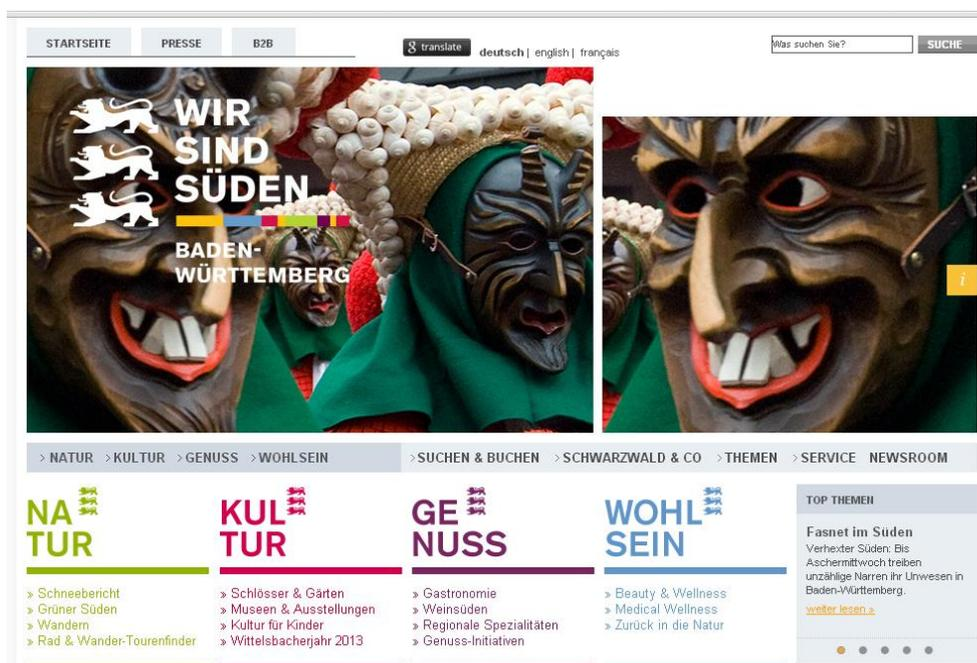 STARTSEITE PRESSE B2B
g translate deutsch | english | français
Was suchen Sie? SUCHE
WIR
SIND
SÜDEN
BADEN-
WÜRTTEMBERG
i
> NATUR > KULTUR > GENUSS > WOHLSEIN
> SUCHEN & BUCHEN > SCHWARZWALD & CO > THEMEN > SERVICE NEWSROOM
NA
TUR
» Schneebericht
» Grüner Süden
» Wandern
» Rad & Wander-Tourenfinder
KUL
TUR
» Schlösser & Gärten
» Museen & Ausstellungen
» Kultur für Kinder
» Wittelsbacherjahr 2013
GE
NUSS
» Gastronomie
» Weinsüden
» Regionale Spezialitäten
» Genuss-Initiativen
WOHL
SEIN
» Beauty & Wellness
» Medical Wellness
» Zurück in die Natur
TOP THEMEN
Fasnet im Süden
Verhexter Süden: Bis
Aschermittwoch treiben
unzählige Narren ihr Unwesen in
Baden-Württemberg.
weiter lesen »